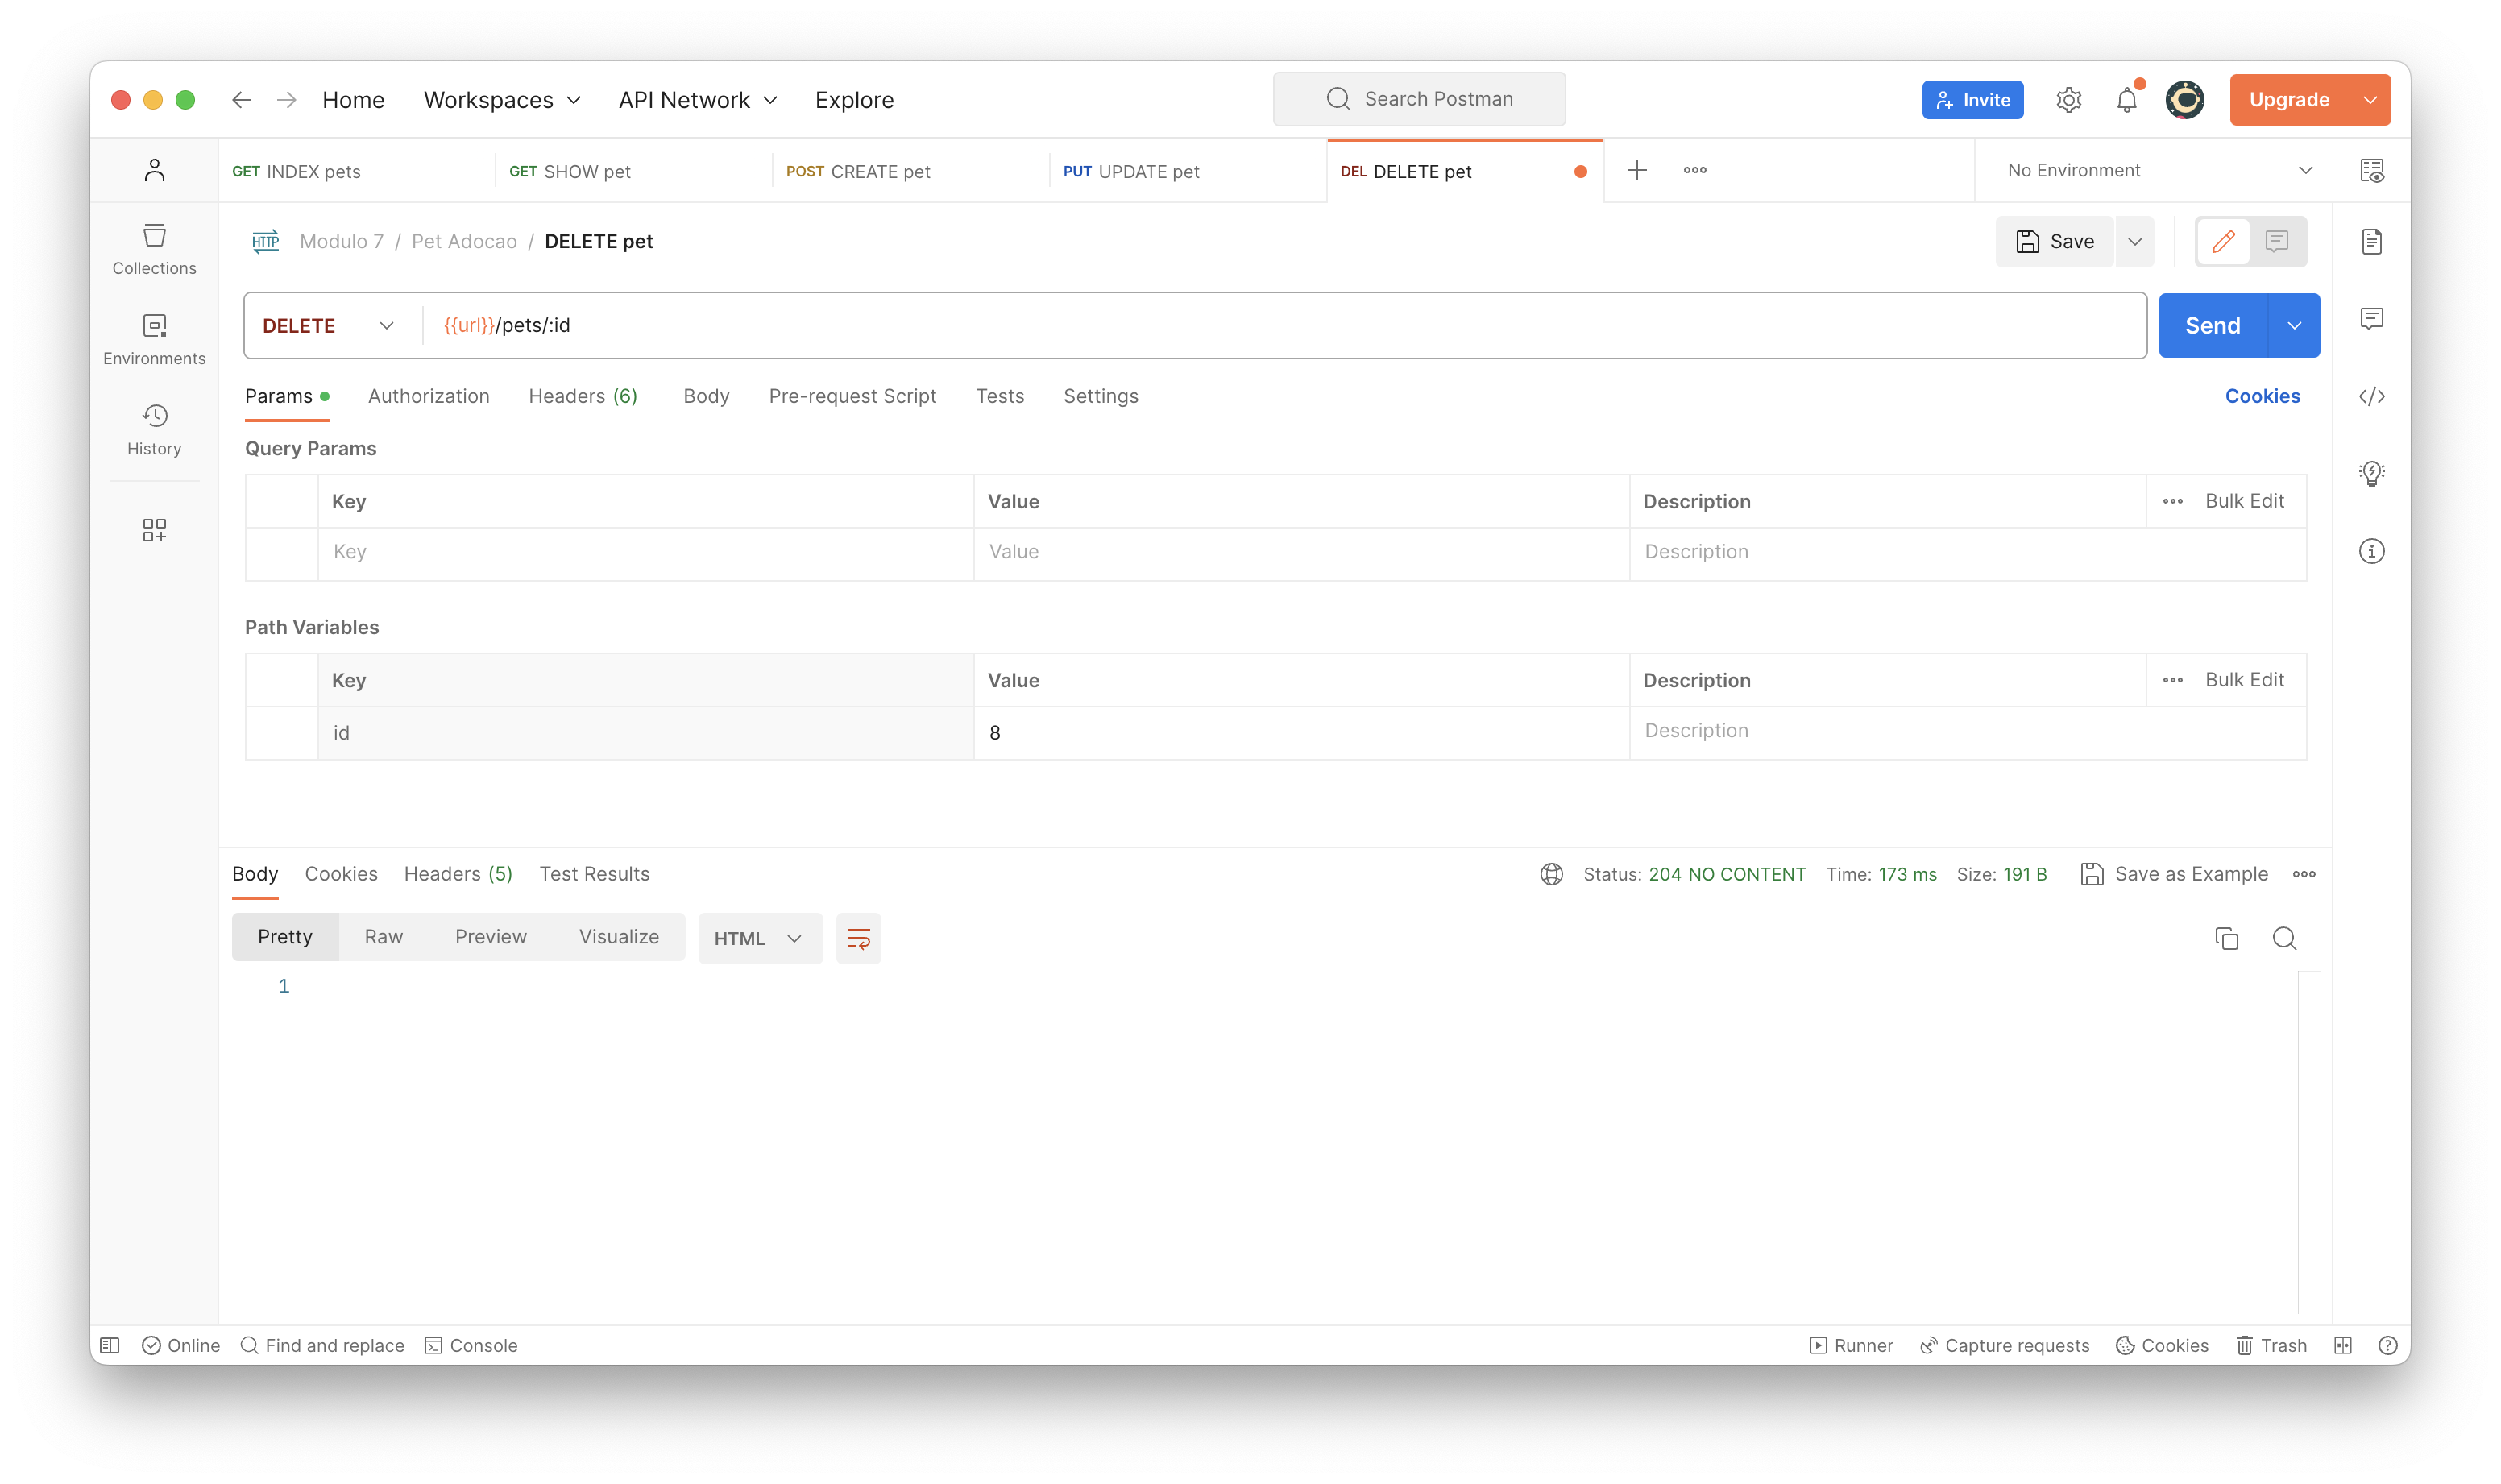 Home Workspaces API Network Explore Search Postman Invite Upgrade
GET INDEX pets GET SHOW pet POST CREATE pet PUT UPDATE pet DEL DELETE pet No Environment
HTTP Modulo 7 / Pet Adocao / DELETE pet Save
Collections
DELETE {{url}}/pets/:id Send
Environments
Params Authorization Headers (6) Body Pre-request Script Tests Settings Cookies
History
Query Params
Key Value Description Bulk Edit
Key Value Description
Path Variables
Key Value Description Bulk Edit
id 8 Description
Body Cookies Headers (5) Test Results Status: 204 NO CONTENT Time: 173 ms Size: 191 B Save as Example
Pretty Raw Preview Visualize HTML
1
Online Find and replace Console Runner Capture requests Cookies Trash